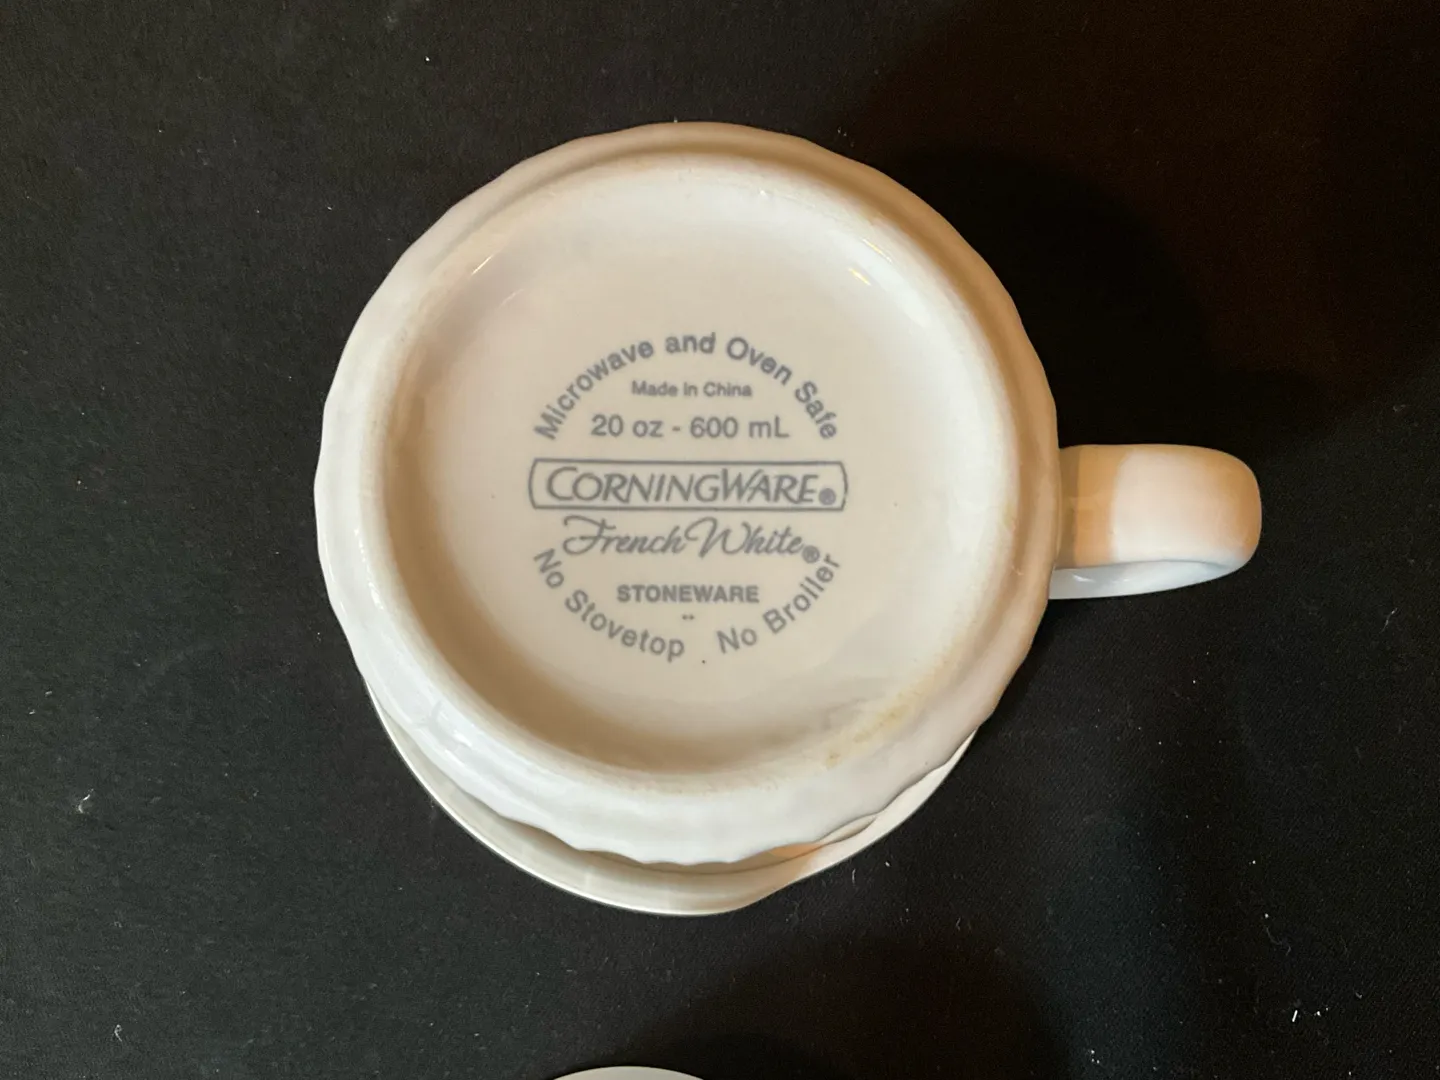 Microwave and Oven Safe
Made in China
20 oz - 600 mL
CORNINGWARE®
French White®
STONEWARE
No Stovetop No Broiler